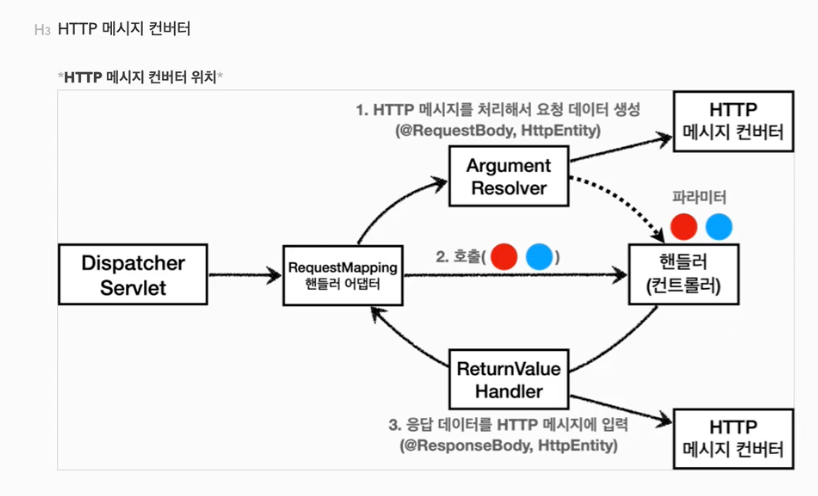 H3 HTTP 메시지 컨버터
*HTTP 메시지 컨버터 위치*
1. HTTP 메시지를 처리해서 요청 데이터 생성
(@RequestBody, HttpEntity)
HTTP
메시지 컨버터
Argument
Resolver
파라미터
Dispatcher
Servlet
RequestMapping
핸들러 어댑터
2. 호출( )
핸들러
(컨트롤러)
ReturnValue
Handler
3. 응답 데이터를 HTTP 메시지에 입력
(@ResponseBody, HttpEntity)
HTTP
메시지 컨버터